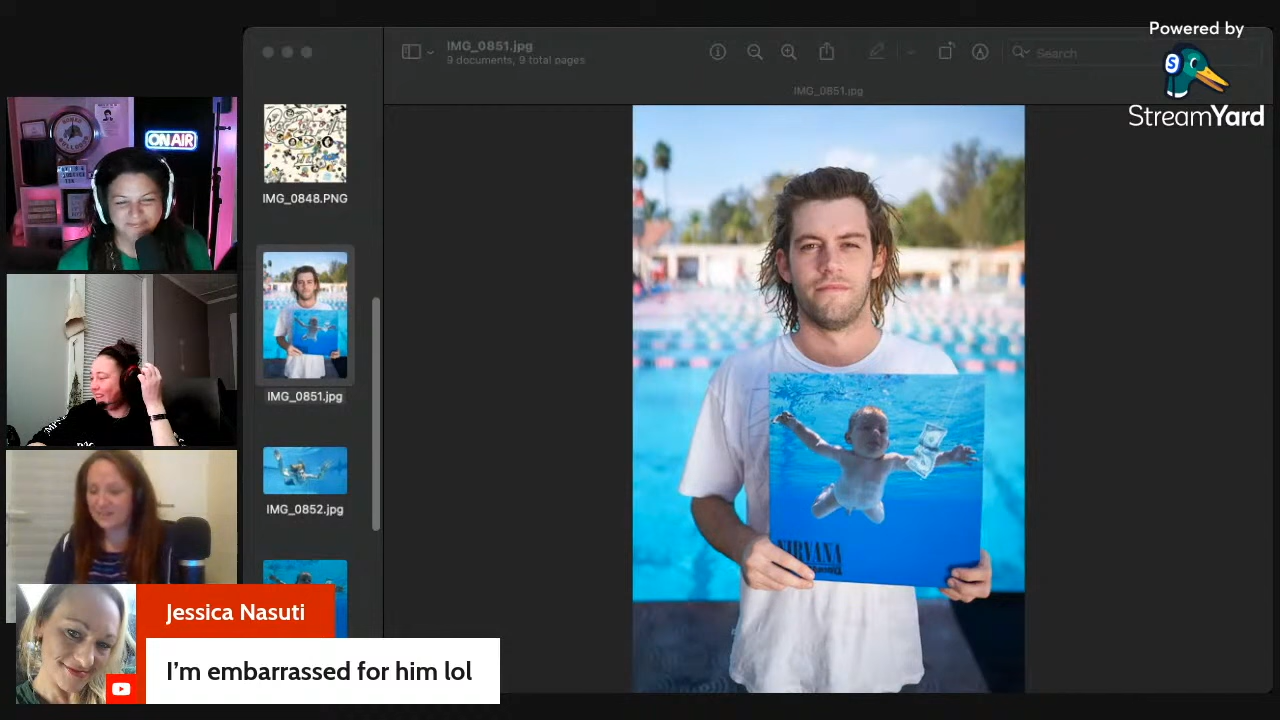 IMG_0851.jpg
9 documents, 9 total pages
Search
IMG_0851.jpg
Powered by
StreamYard
ON AIR
IMG_0848.PNG
IMG_0851.jpg
IMG_0852.jpg
NIRVANA
Jessica Nasuti
I’m embarrassed for him lol